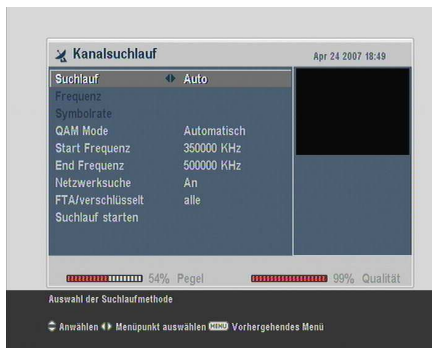 Kanalsuchlauf Apr 24 2007 18:49
Suchlauf Auto
Frequenz
Symbolrate
QAM Mode Automatisch
Start Frequenz 350000 KHz
End Frequenz 500000 KHz
Netzwerksuche An
FTA/verschlüsselt alle
Suchlauf starten
54% Pegel 99% Qualität
Auswahl der Suchlaufmethode
Anwählen Menüpunkt auswählen MENU Vorhergehendes Menü